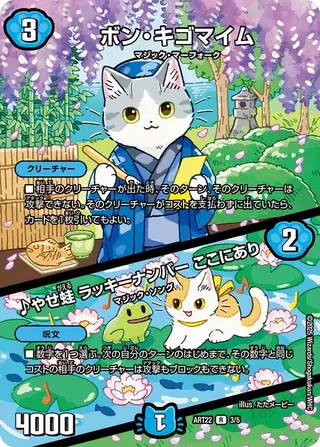 3
ボン・キゴマイム
マジック・マーフォーク
クリーチャー
■相手のクリーチャーが出た時、そのターン、そのクリーチャーは
攻撃できない。そのクリーチャーがコストを支払わずに出ていたら、
カードを1枚引いてもよい。
2
♪やせ蛙 ラッキーナンバー ここにあり
マジック・ソング
呪文
■数字を1つ選ぶ。次の自分のターンのはじめまで、その数字と同じ
コストの相手のクリーチャーは攻撃もブロックもできない。
4000
1
ART22 R 3/5
illus. たたメーピー
©2025 Wizards/Shogakukan/WHC